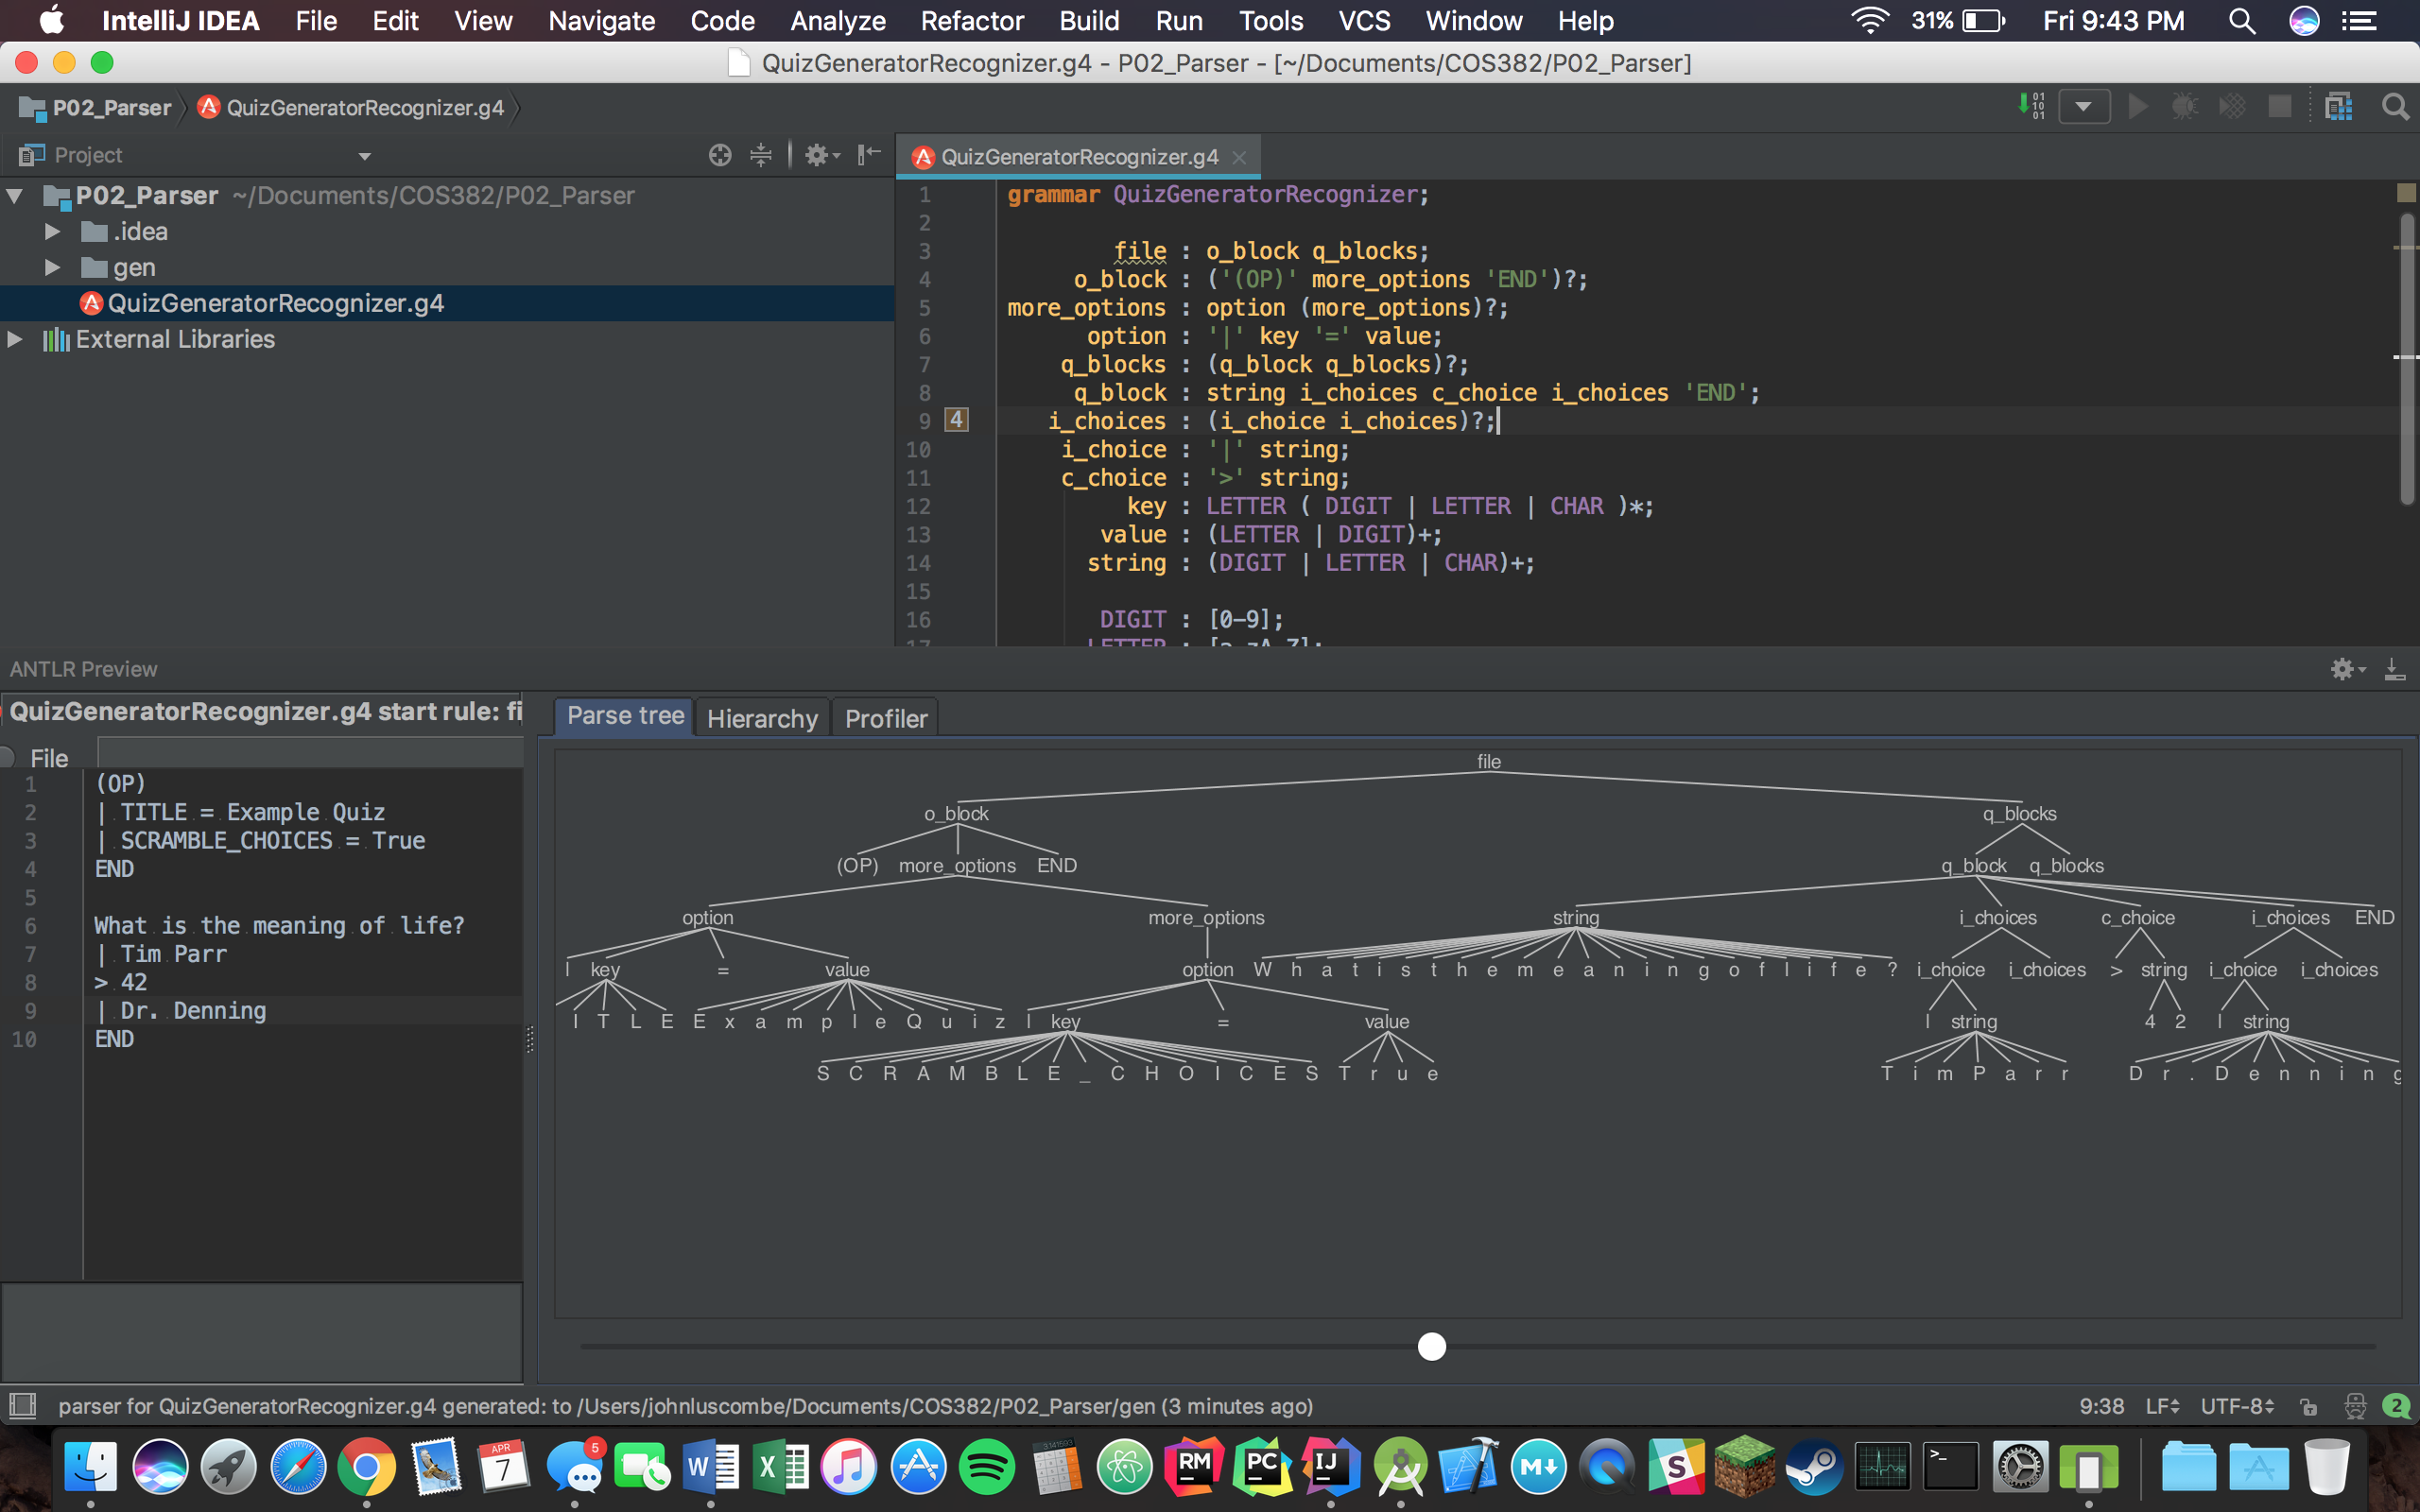 IntelliJ IDEA File Edit View Navigate Code Analyze Refactor Build Run Tools VCS Window Help 31% Fri 9:43 PM
QuizGeneratorRecognizer.g4 - P02_Parser - [~/Documents/COS382/P02_Parser]
P02_Parser QuizGeneratorRecognizer.g4
Project
P02_Parser ~/Documents/COS382/P02_Parser
.idea
gen
QuizGeneratorRecognizer.g4
External Libraries
QuizGeneratorRecognizer.g4
1 grammar QuizGeneratorRecognizer;
2
3 file : o_block q_blocks;
4 o_block : ('(OP)' more_options 'END')?;
5 more_options : option (more_options)?;
6 option : '|' key '=' value;
7 q_blocks : (q_block q_blocks)?;
8 q_block : string i_choices c_choice i_choices 'END';
9 4 i_choices : (i_choice i_choices)?;
10 i_choice : '|' string;
11 c_choice : '>' string;
12 key : LETTER ( DIGIT | LETTER | CHAR )*;
13 value : (LETTER | DIGIT)+;
14 string : (DIGIT | LETTER | CHAR)+;
15
16 DIGIT : [0-9];
17 LETTER : [a-zA-Z];
ANTLR Preview
QuizGeneratorRecognizer.g4 start rule: fi
File
1 (OP)
2 | TITLE = Example Quiz
3 | SCRAMBLE_CHOICES = True
4 END
5
6 What is the meaning of life?
7 | Tim Parr
8 > 42
9 | Dr. Denning
10 END
Parse tree Hierarchy Profiler
file
o_block q_blocks
(OP) more_options END q_block q_blocks
option more_options string i_choices c_choice i_choices END
| key = value option W h a t i s t h e m e a n i n g o f l i f e ? i_choice i_choices > string i_choice i_choices
I T L E E x a m p l e Q u i z | key = value | string 4 2 | string
S C R A M B L E _ C H O I C E S T r u e T i m P a r r D r . D e n n i n g
parser for QuizGeneratorRecognizer.g4 generated: to /Users/johnluscombe/Documents/COS382/P02_Parser/gen (3 minutes ago) 9:38 LF UTF-8 2
APR
7
5
W
X
RM
PC
IJ
M
S
>_